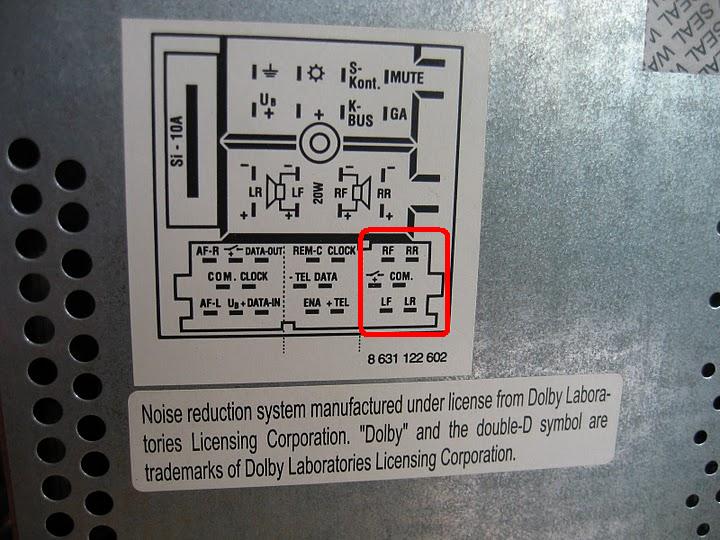 SEAL
SEAL V
SEAL WA
Si - 10A
S-
Kont. MUTE
UB
+ + K-
BUS GA
- - - -
LR LF 20W RF RR
+ + + +
AF-R DATA-OUT REM-C CLOCK RF RR
COM. CLOCK - TEL DATA COM.
AF-L UB+ DATA-IN ENA + TEL LF LR
8 631 122 602
Noise reduction system manufactured under license from Dolby Labora-
tories Licensing Corporation. "Dolby" and the double-D symbol are
trademarks of Dolby Laboratories Licensing Corporation.